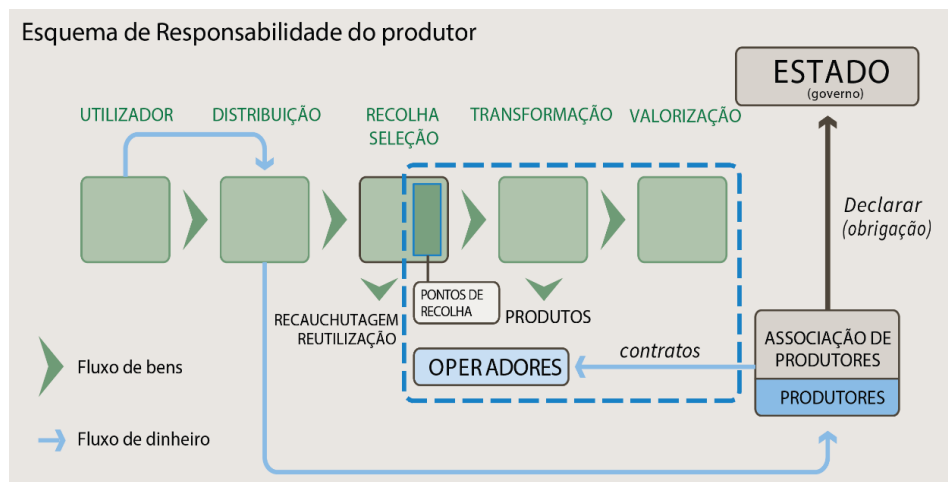 Esquema de Responsabilidade do produtor
ESTADO
(governo)
UTILIZADOR
DISTRIBUIÇÃO
RECOLHA
SELEÇÃO
TRANSFORMAÇÃO
VALORIZAÇÃO
Declarar
(obrigação)
PONTOS DE
RECOLHA
RECAUCHUTAGEM
REUTILIZAÇÃO
PRODUTOS
ASSOCIAÇÃO DE
PRODUTORES
PRODUTORES
contratos
OPERADORES
Fluxo de bens
Fluxo de dinheiro